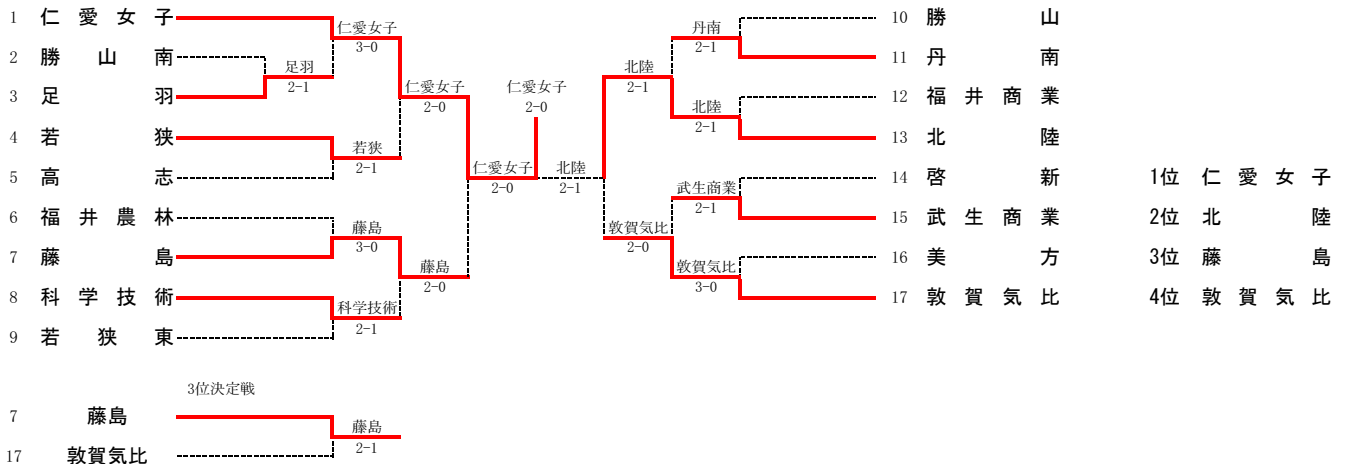 1 仁愛女子
仁愛女子
3-0
2 勝山南
足羽
2-1
3 足羽
仁愛女子
2-0
4 若狭
若狭
2-1
5 高志
仁愛女子
2-0
仁愛女子
2-0
6 福井農林
藤島
3-0
7 藤島
藤島
2-0
8 科学技術
科学技術
2-1
9 若狭東
10 勝山
丹南
2-1
11 丹南
北陸
2-1
12 福井商業
北陸
2-1
13 北陸
北陸
2-1
14 啓新
武生商業
2-1
15 武生商業
敦賀気比
2-0
16 美方
敦賀気比
3-0
17 敦賀気比
1位 仁愛女子
2位 北陸
3位 藤島
4位 敦賀気比
3位決定戦
7 藤島
藤島
2-1
17 敦賀気比